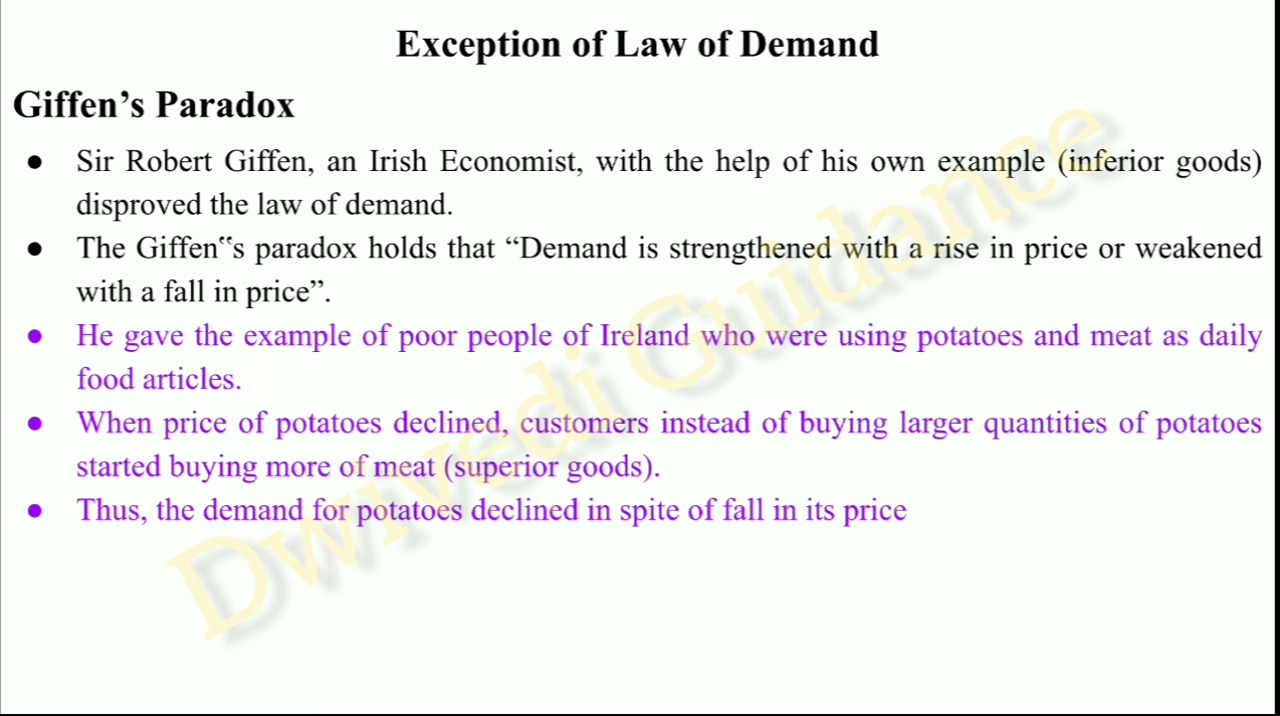 Exception of Law of Demand
Giffen’s Paradox
● Sir Robert Giffen, an Irish Economist, with the help of his own example (inferior goods)
disproved the law of demand.
● The Giffen‟‟s paradox holds that “Demand is strengthened with a rise in price or weakened
with a fall in price”.
● He gave the example of poor people of Ireland who were using potatoes and meat as daily
food articles.
● When price of potatoes declined, customers instead of buying larger quantities of potatoes
started buying more of meat (superior goods).
● Thus, the demand for potatoes declined in spite of fall in its price
Dwivedi Guidance